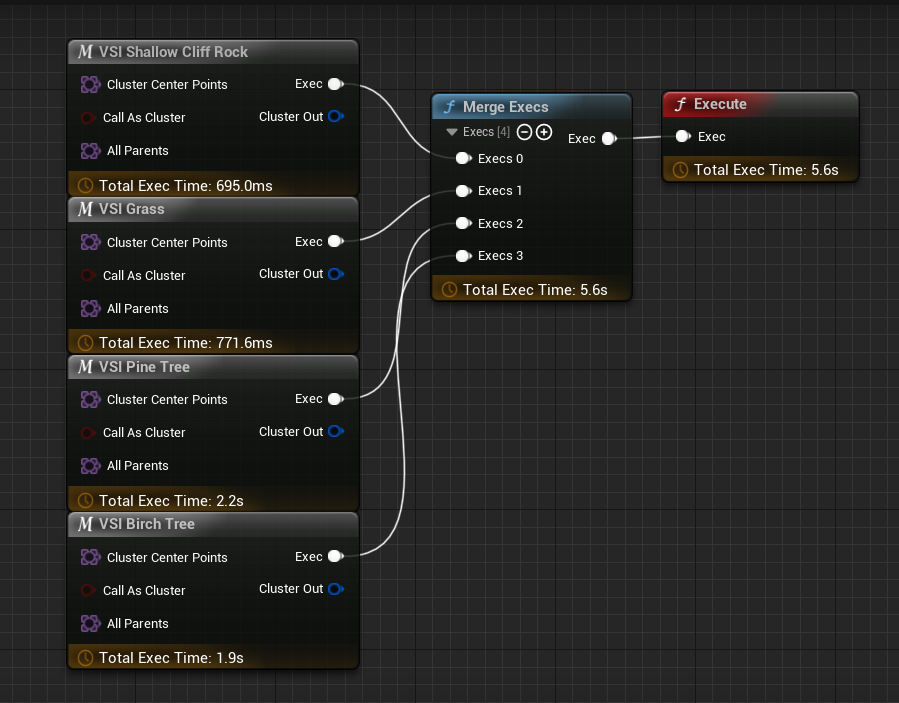 M VSI Shallow Cliff Rock
Cluster Center Points Exec
Call As Cluster Cluster Out
All Parents
Total Exec Time: 695.0ms
M VSI Grass
Cluster Center Points Exec
Call As Cluster Cluster Out
All Parents
Total Exec Time: 771.6ms
M VSI Pine Tree
Cluster Center Points Exec
Call As Cluster Cluster Out
All Parents
Total Exec Time: 2.2s
M VSI Birch Tree
Cluster Center Points Exec
Call As Cluster Cluster Out
All Parents
Total Exec Time: 1.9s
f Merge Execs
Execs [4] Exec
Execs 0
Execs 1
Execs 2
Execs 3
Total Exec Time: 5.6s
f Execute
Exec
Total Exec Time: 5.6s